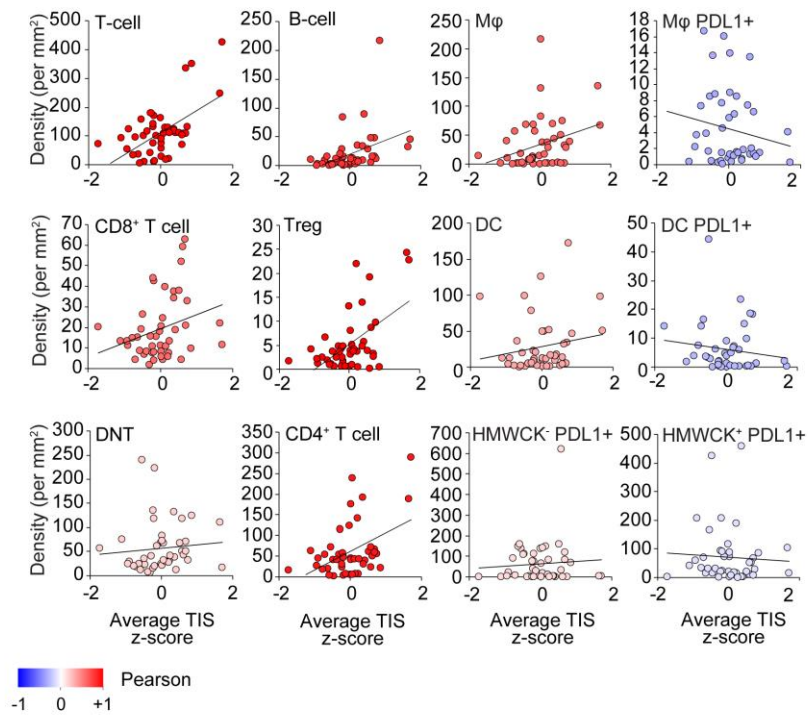 T-cell
B-cell
Mφ
Mφ PDL1+
Density (per mm²)
500
400
300
200
100
0
-2 0 2
250
200
150
100
50
0
-2 0 2
250
200
150
100
50
0
-2 0 2
18
16
14
12
10
8
6
4
2
0
-2 0 2
CD8⁺ T cell
Treg
DC
DC PDL1+
Density (per mm²)
70
60
50
40
30
20
10
0
-2 0 2
30
25
20
15
10
5
0
-2 0 2
200
150
100
50
0
-2 0 2
50
40
30
20
10
0
-2 0 2
DNT
CD4⁺ T cell
HMWCK⁻ PDL1+
HMWCK⁺ PDL1+
Density (per mm²)
300
250
200
150
100
50
0
-2 0 2
350
300
250
200
150
100
50
0
-2 0 2
700
600
500
400
300
200
100
0
-2 0 2
500
400
300
200
100
0
-2 0 2
Average TIS
z-score
Average TIS
z-score
Average TIS
z-score
Average TIS
z-score
Pearson
-1 0 +1